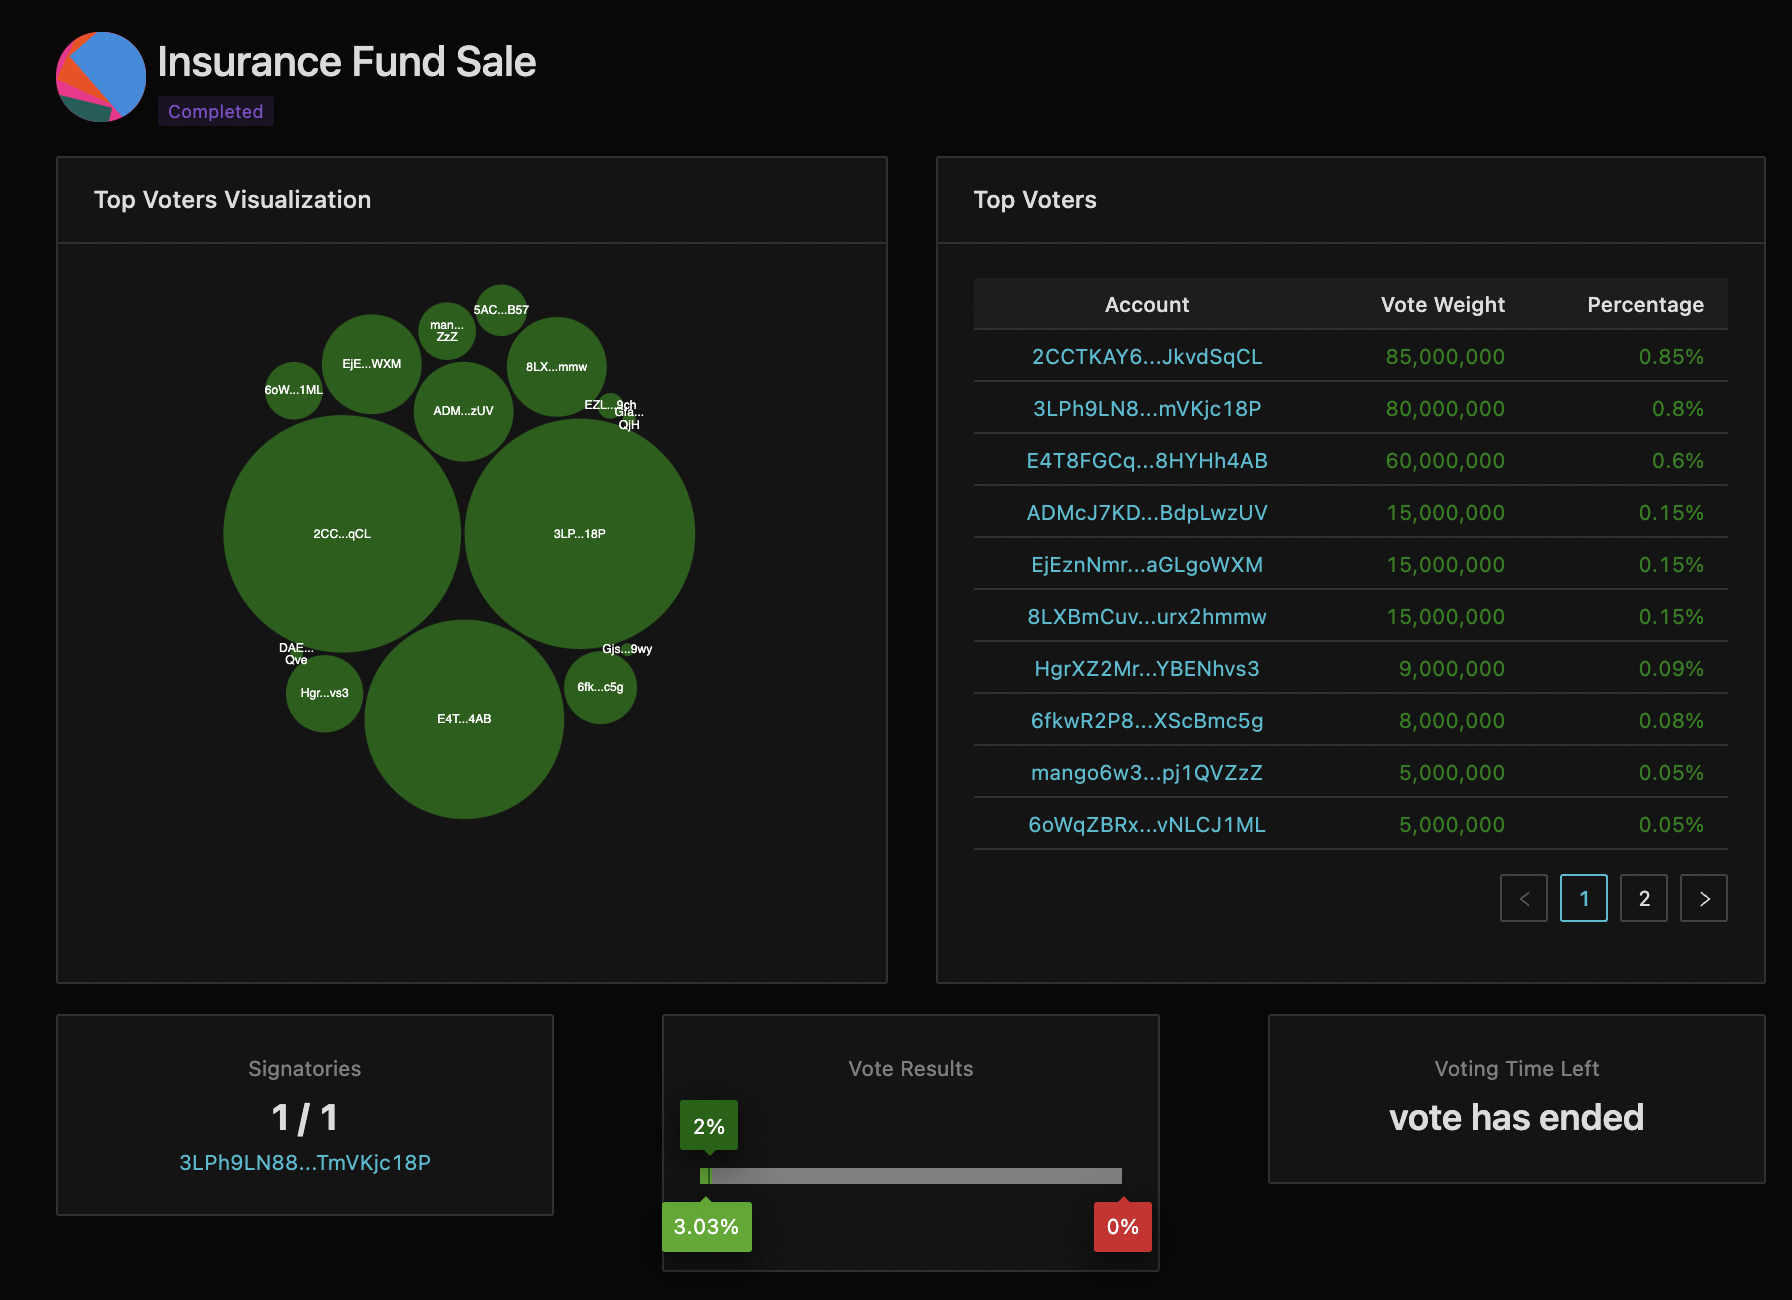 Insurance Fund Sale
Completed
Top Voters Visualization
5AC...B57
man...
ZzZ
EjE...WXM
8LX...mmw
6oW...1ML
ADM...zUV
EZL...9ch
Gfa...
QjH
2CC...qCL
3LP...18P
DAE...
Qve
Gjs...9wy
Hgr...vs3
6fk...c5g
E4T...4AB
Top Voters
Account Vote Weight Percentage
2CCTKAY6...JkvdSqCL 85,000,000 0.85%
3LPh9LN8...mVKjc18P 80,000,000 0.8%
E4T8FGCq...8HYHh4AB 60,000,000 0.6%
ADMcJ7KD...BdpLwzUV 15,000,000 0.15%
EjEznNmr...aGLgoWXM 15,000,000 0.15%
8LXBmCuv...urx2hmmw 15,000,000 0.15%
HgrXZ2Mr...YBENhvs3 9,000,000 0.09%
6fkwR2P8...XScBmc5g 8,000,000 0.08%
mango6w3...pj1QVZzZ 5,000,000 0.05%
6oWqZBRx...vNLCJ1ML 5,000,000 0.05%
< 1 2 >
Signatories
1 / 1
3LPh9LN88...TmVKjc18P
Vote Results
2%
3.03%
0%
Voting Time Left
vote has ended